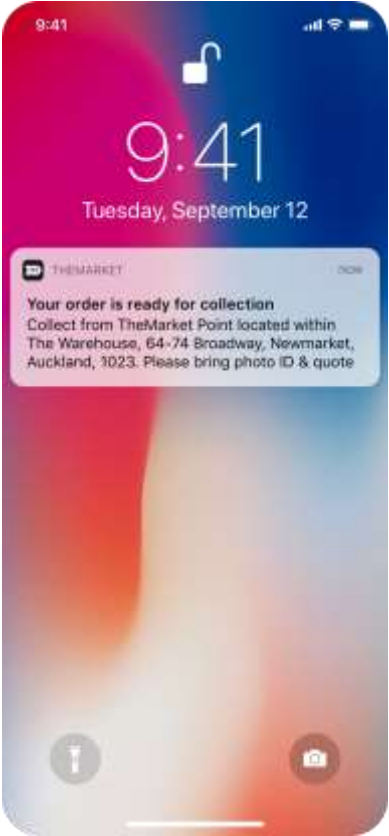 9:41
9:41
Tuesday, September 12
THEMARKET
now
Your order is ready for collection
Collect from TheMarket Point located within
The Warehouse, 64-74 Broadway, Newmarket,
Auckland, 1023. Please bring photo ID & quote